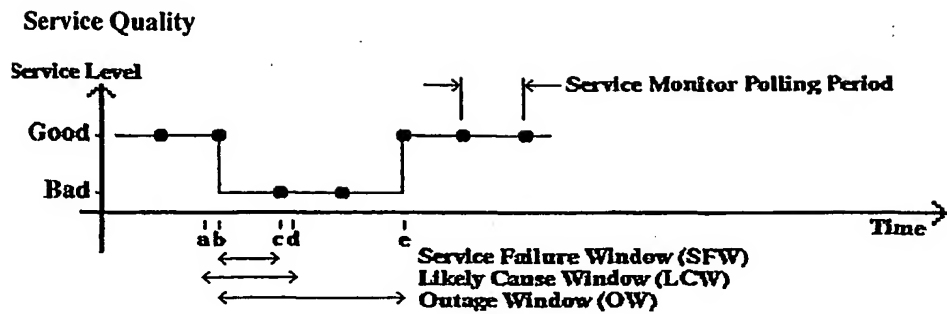 Service Quality
Service Level
Service Monitor Polling Period
Good
Bad
a b c d e
Time
Service Failure Window (SFW)
Likely Cause Window (LCW)
Outage Window (OW)